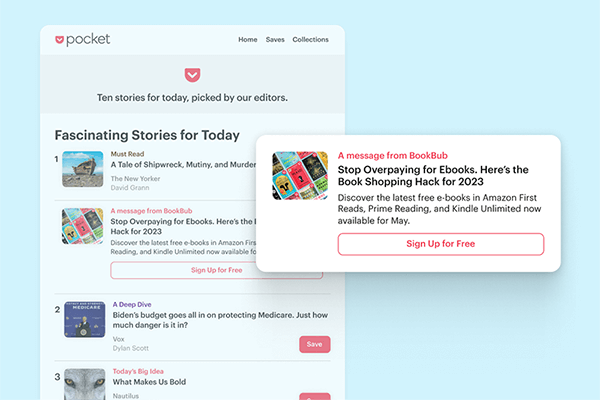 pocket
Home Saves Collections
Ten stories for today, picked by our editors.
Fascinating Stories for Today
1
Must Read
A Tale of Shipwreck, Mutiny, and Murder
The New Yorker
David Grann
A message from BookBub
Stop Overpaying for Ebooks. Here's the B
Hack for 2023
Discover the latest free e-books in Amazon First
Reading, and Kindle Unlimited now available fo
Sign Up for Free
A message from BookBub
Stop Overpaying for Ebooks. Here's the
Book Shopping Hack for 2023
Discover the latest free e-books in Amazon First
Reads, Prime Reading, and Kindle Unlimited now
available for May.
Sign Up for Free
2
A Deep Dive
Biden's budget goes all in on protecting Medicare. Just how
much danger is it in?
Vox
Dylan Scott
Save
MEDICARE
3
Today's Big Idea
What Makes Us Bold
Nautilus